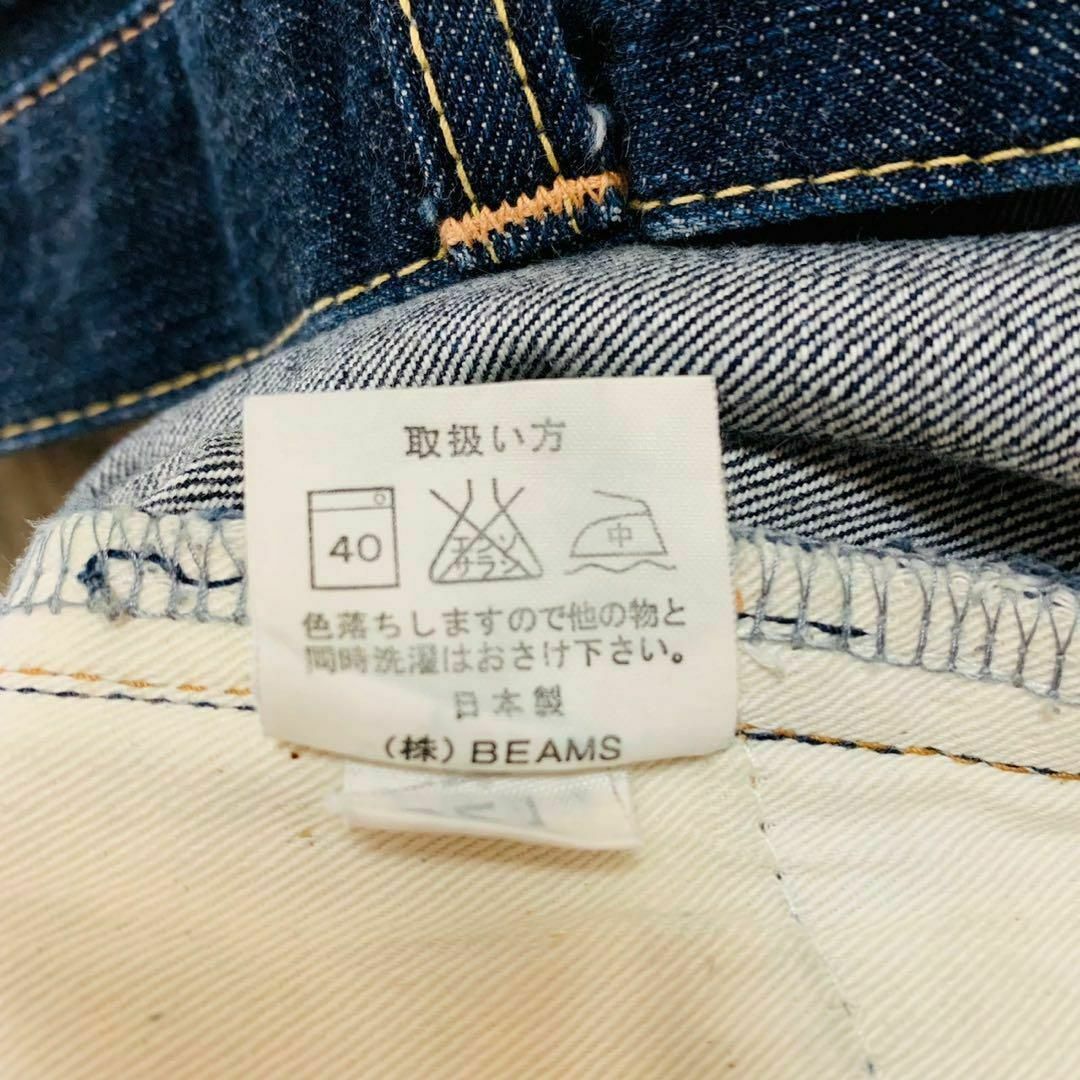 取扱い方
40
エンソ
サラシ
中
色落ちしますので他の物と
同時洗濯はおさけ下さい。
日本製
(株) BEAMS